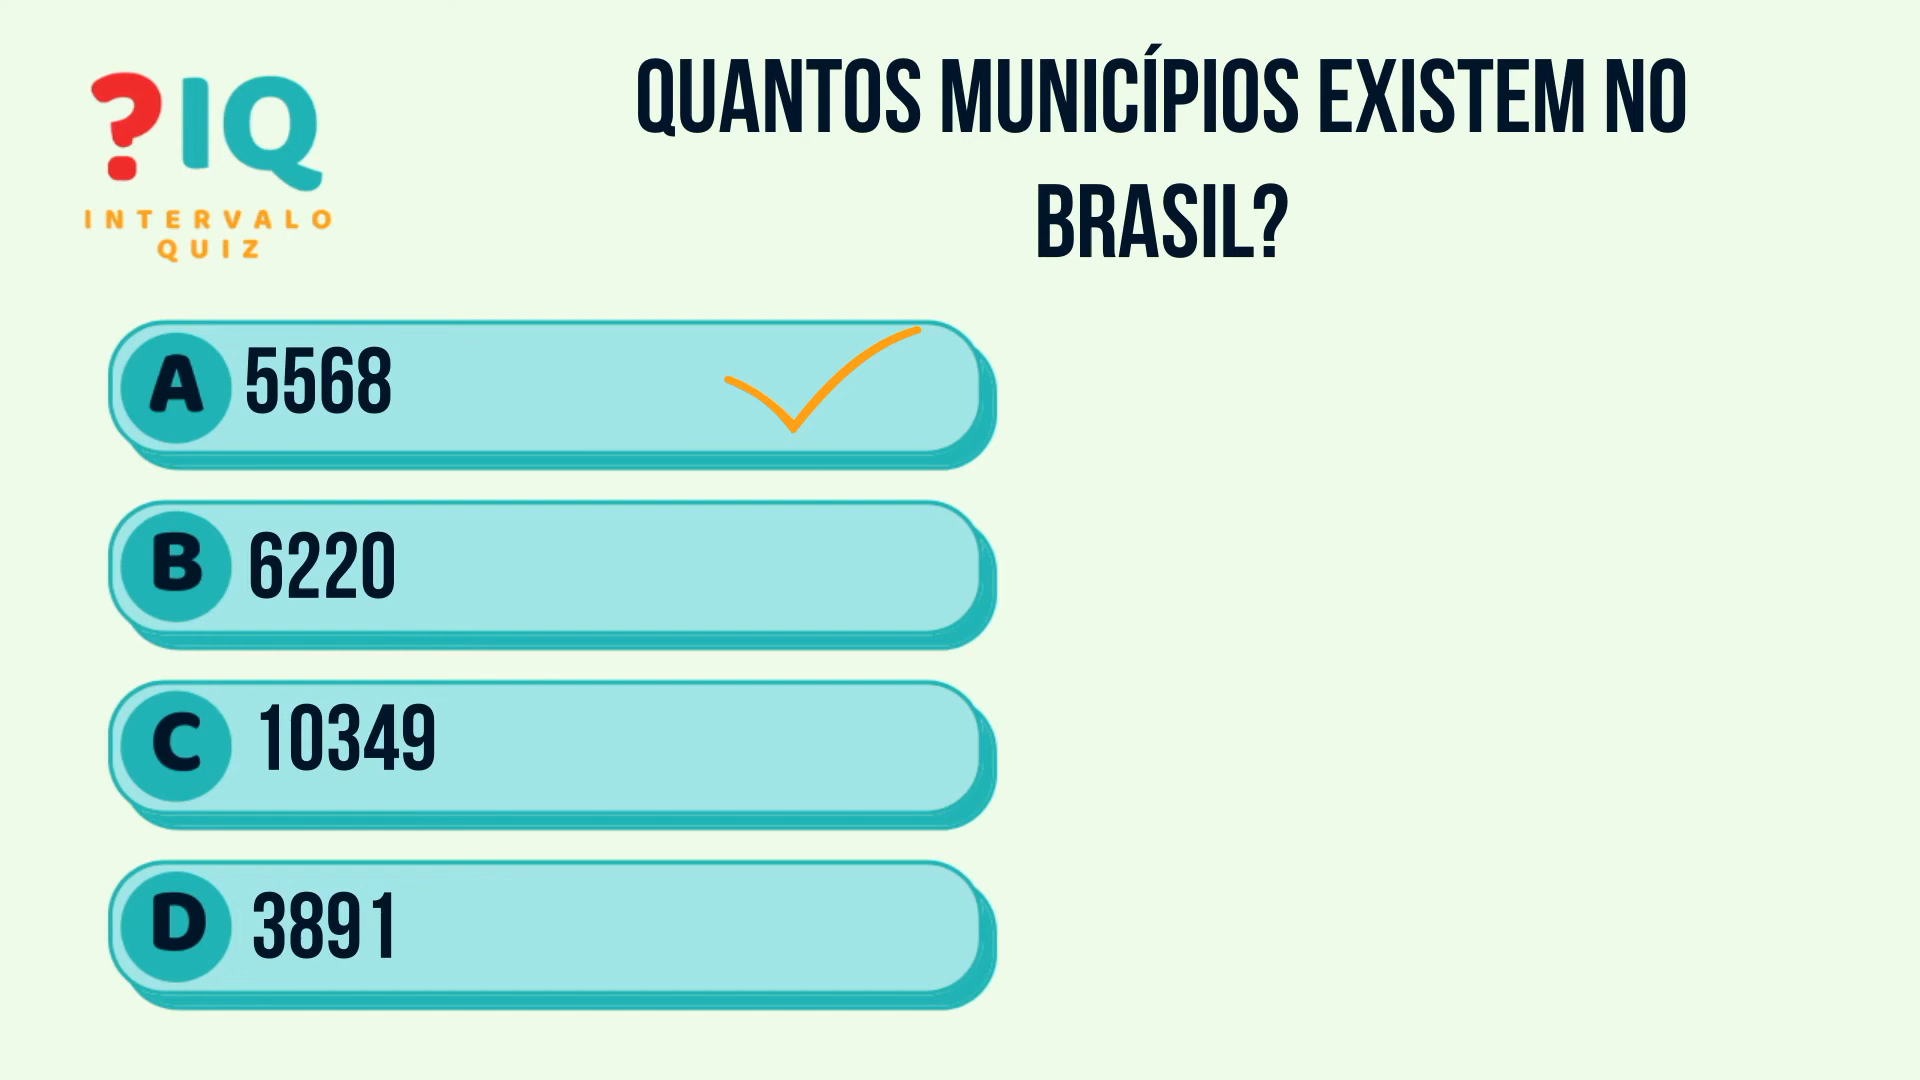 ?IQ
INTERVALO
QUIZ
QUANTOS MUNICÍPIOS EXISTEM NO
BRASIL?
A 5568
B 6220
C 10349
D 3891